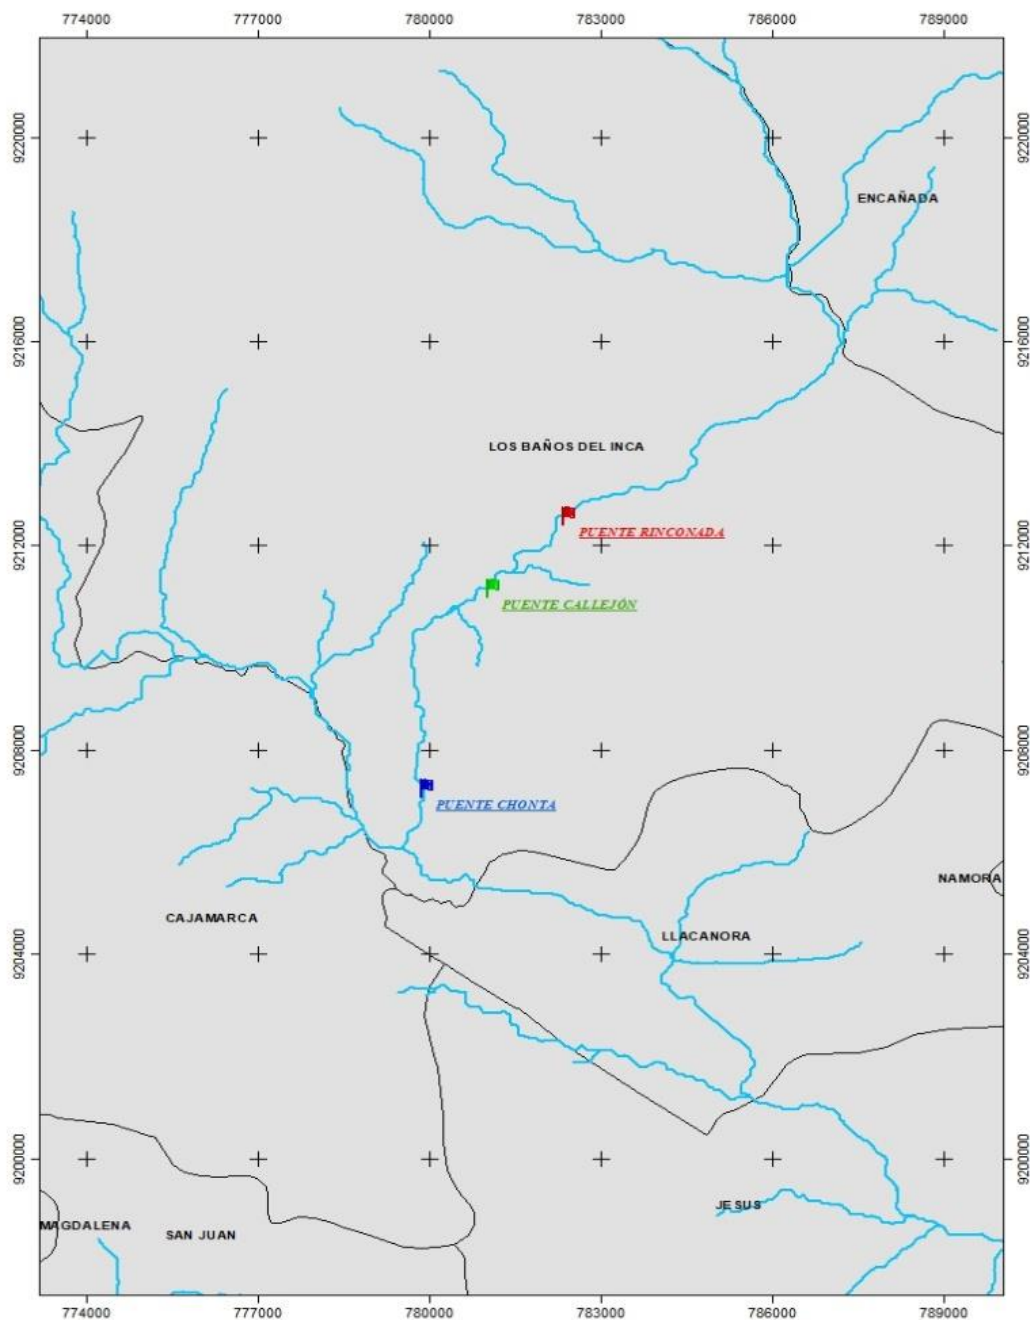 774000 777000 780000 783000 786000 789000
9220000 9220000
ENCAÑADA
9216000 9216000
LOS BAÑOS DEL INCA
PUENTE RINCONADA
9212000 9212000
PUENTE CALLEJÓN
9208000 9208000
PUENTE CHONTA
NAMORA
CAJAMARCA
LLACANORA
9204000 9204000
9200000 9200000
JESUS
MAGDALENA
SAN JUAN
774000 777000 780000 783000 786000 789000